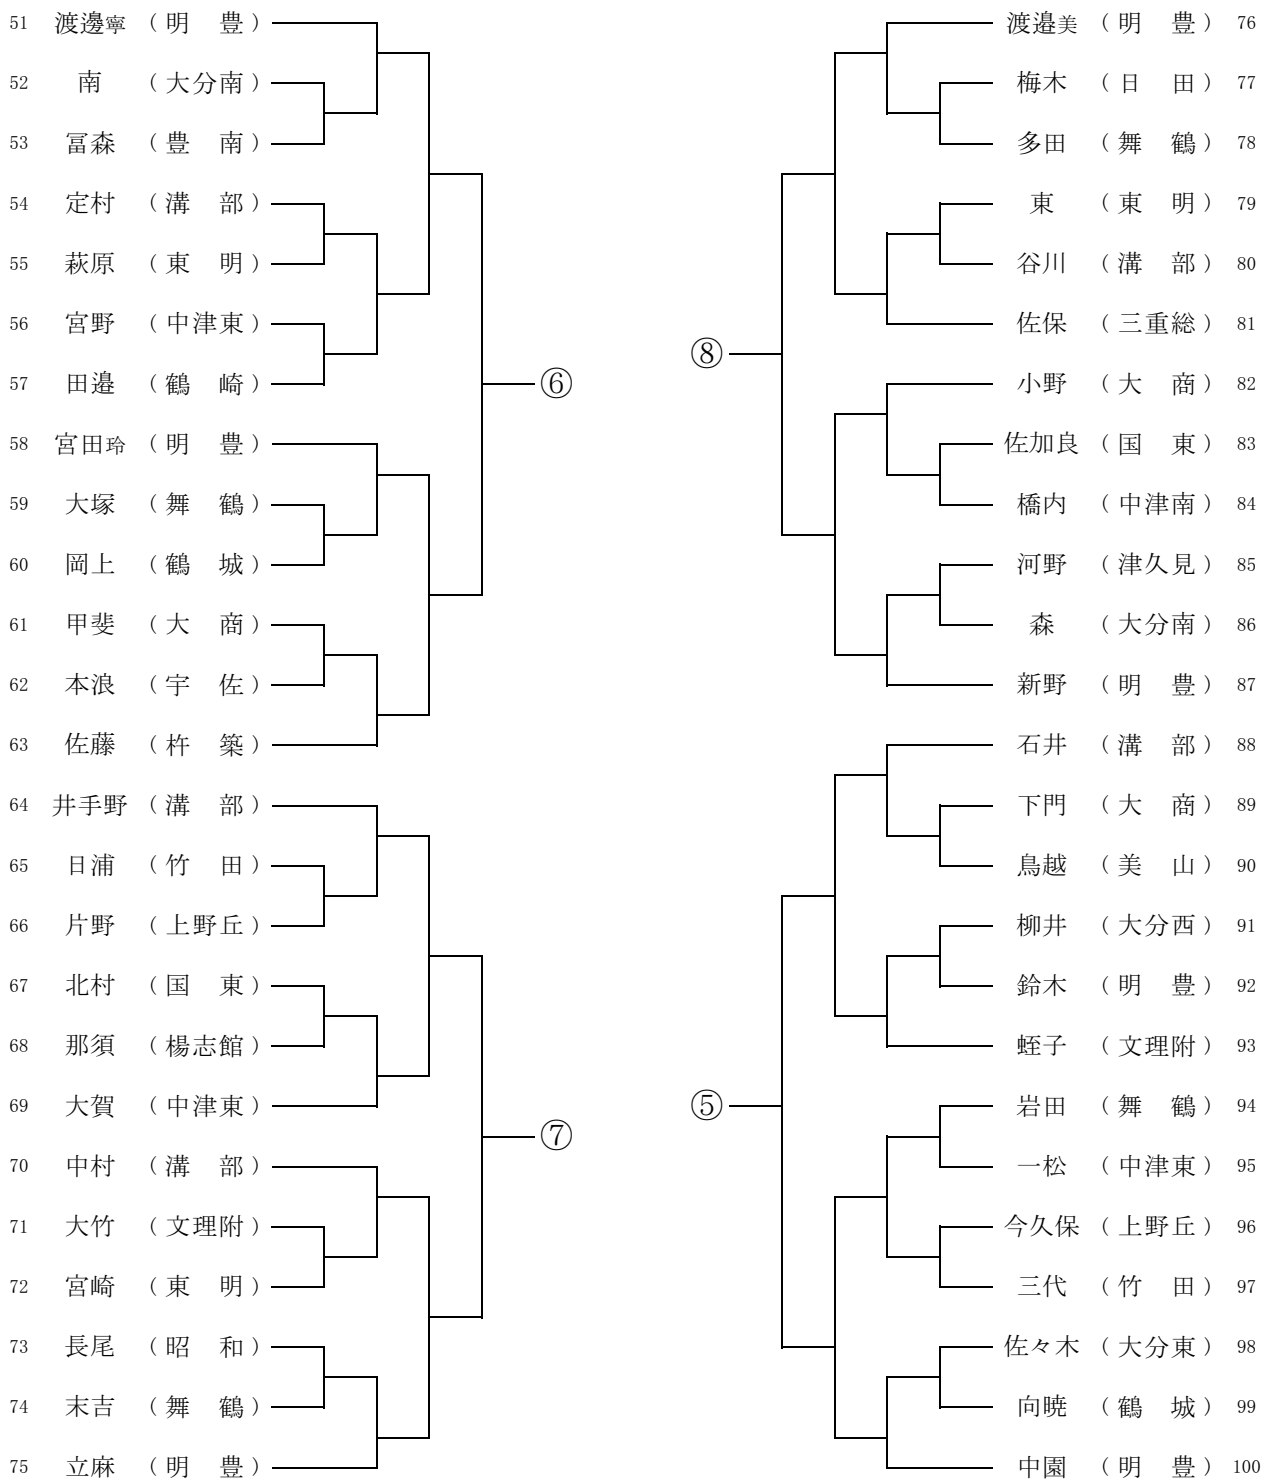 51 渡邉寧 （明　豊）
52 南 （大分南）
53 冨森 （豊　南）
54 定村 （溝　部）
55 萩原 （東　明）
56 宮野 （中津東）
57 田邉 （鶴　崎）
58 宮田玲 （明　豊）
59 大塚 （舞　鶴）
60 岡上 （鶴　城）
61 甲斐 （大　商）
62 本浪 （宇　佐）
63 佐藤 （杵　築）
⑥
64 井手野 （溝　部）
65 日浦 （竹　田）
66 片野 （上野丘）
67 北村 （国　東）
68 那須 （楊志館）
69 大賀 （中津東）
70 中村 （溝　部）
71 大竹 （文理附）
72 宮崎 （東　明）
73 長尾 （昭　和）
74 末吉 （舞　鶴）
75 立麻 （明　豊）
⑦
渡邉美 （明　豊） 76
梅木 （日　田） 77
多田 （舞　鶴） 78
東 （東　明） 79
谷川 （溝　部） 80
佐保 （三重総） 81
小野 （大　商） 82
佐加良 （国　東） 83
橋内 （中津南） 84
河野 （津久見） 85
森 （大分南） 86
新野 （明　豊） 87
⑧
石井 （溝　部） 88
下門 （大　商） 89
鳥越 （美　山） 90
柳井 （大分西） 91
鈴木 （明　豊） 92
蛭子 （文理附） 93
岩田 （舞　鶴） 94
一松 （中津東） 95
今久保 （上野丘） 96
三代 （竹　田） 97
佐々木 （大分東） 98
向暁 （鶴　城） 99
中園 （明　豊） 100
⑤